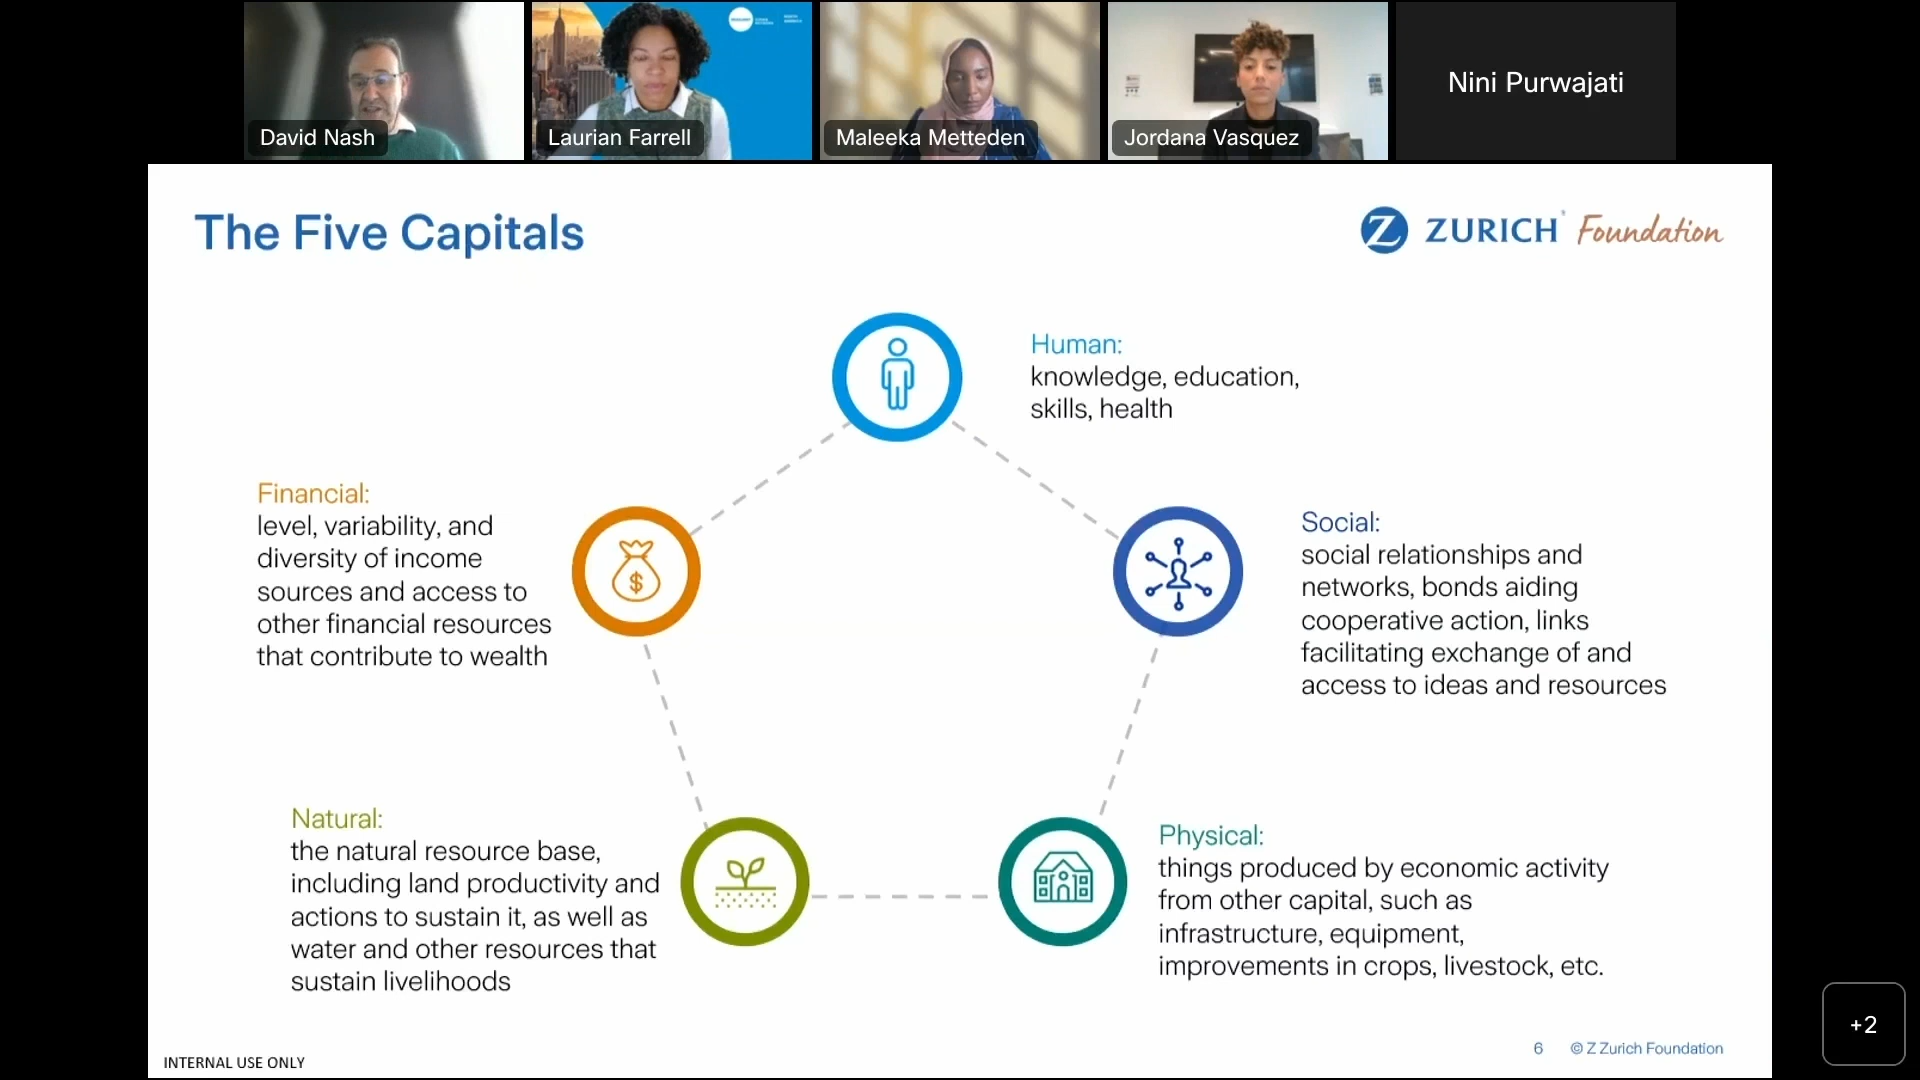 David Nash
Laurian Farrell
Maleeka Metteden
Jordana Vasquez
Nini Purwajati
The Five Capitals
Z ZURICH Foundation
Human:
knowledge, education,
skills, health
Financial:
level, variability, and
diversity of income
sources and access to
other financial resources
that contribute to wealth
$
Social:
social relationships and
networks, bonds aiding
cooperative action, links
facilitating exchange of and
access to ideas and resources
Natural:
the natural resource base,
including land productivity and
actions to sustain it, as well as
water and other resources that
sustain livelihoods
Physical:
things produced by economic activity
from other capital, such as
infrastructure, equipment,
improvements in crops, livestock, etc.
+2
INTERNAL USE ONLY
6 © Z Zurich Foundation